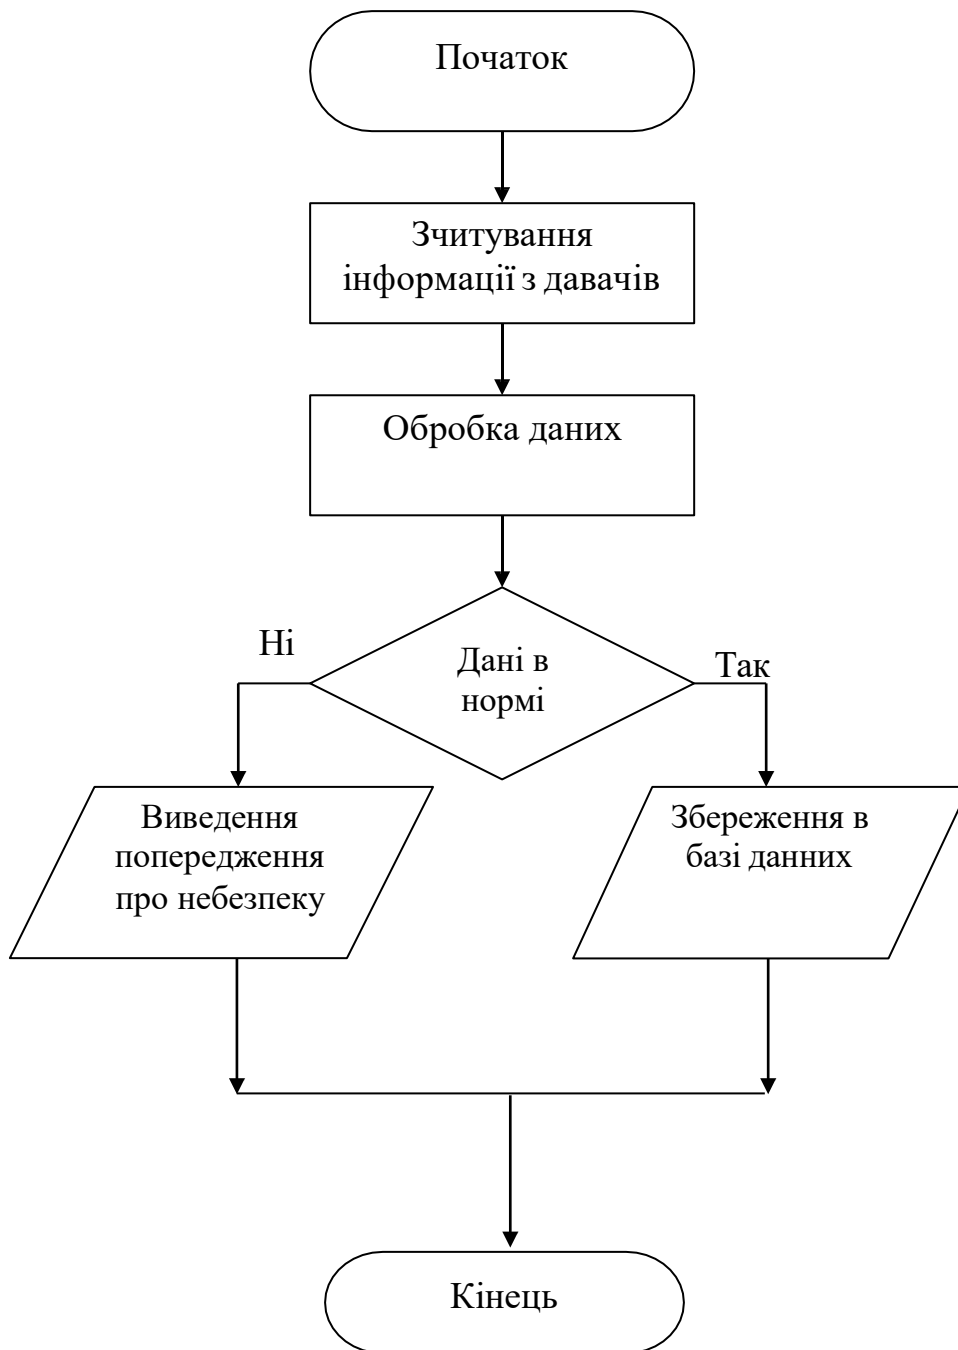 Початок
Зчитування
інформації з давачів
Обробка даних
Ні
Дані в
нормі
Так
Виведення
попередження
про небезпеку
Збереження в
базі данних
Кінець